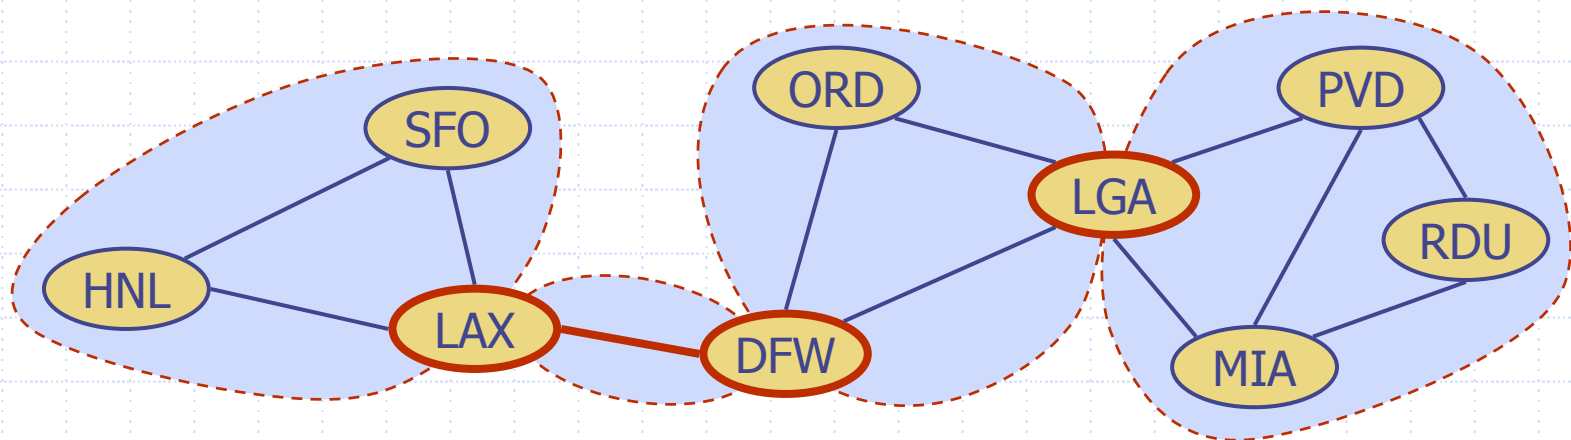 ORD
PVD
SFO
LGA
RDU
HNL
LAX
DFW
MIA